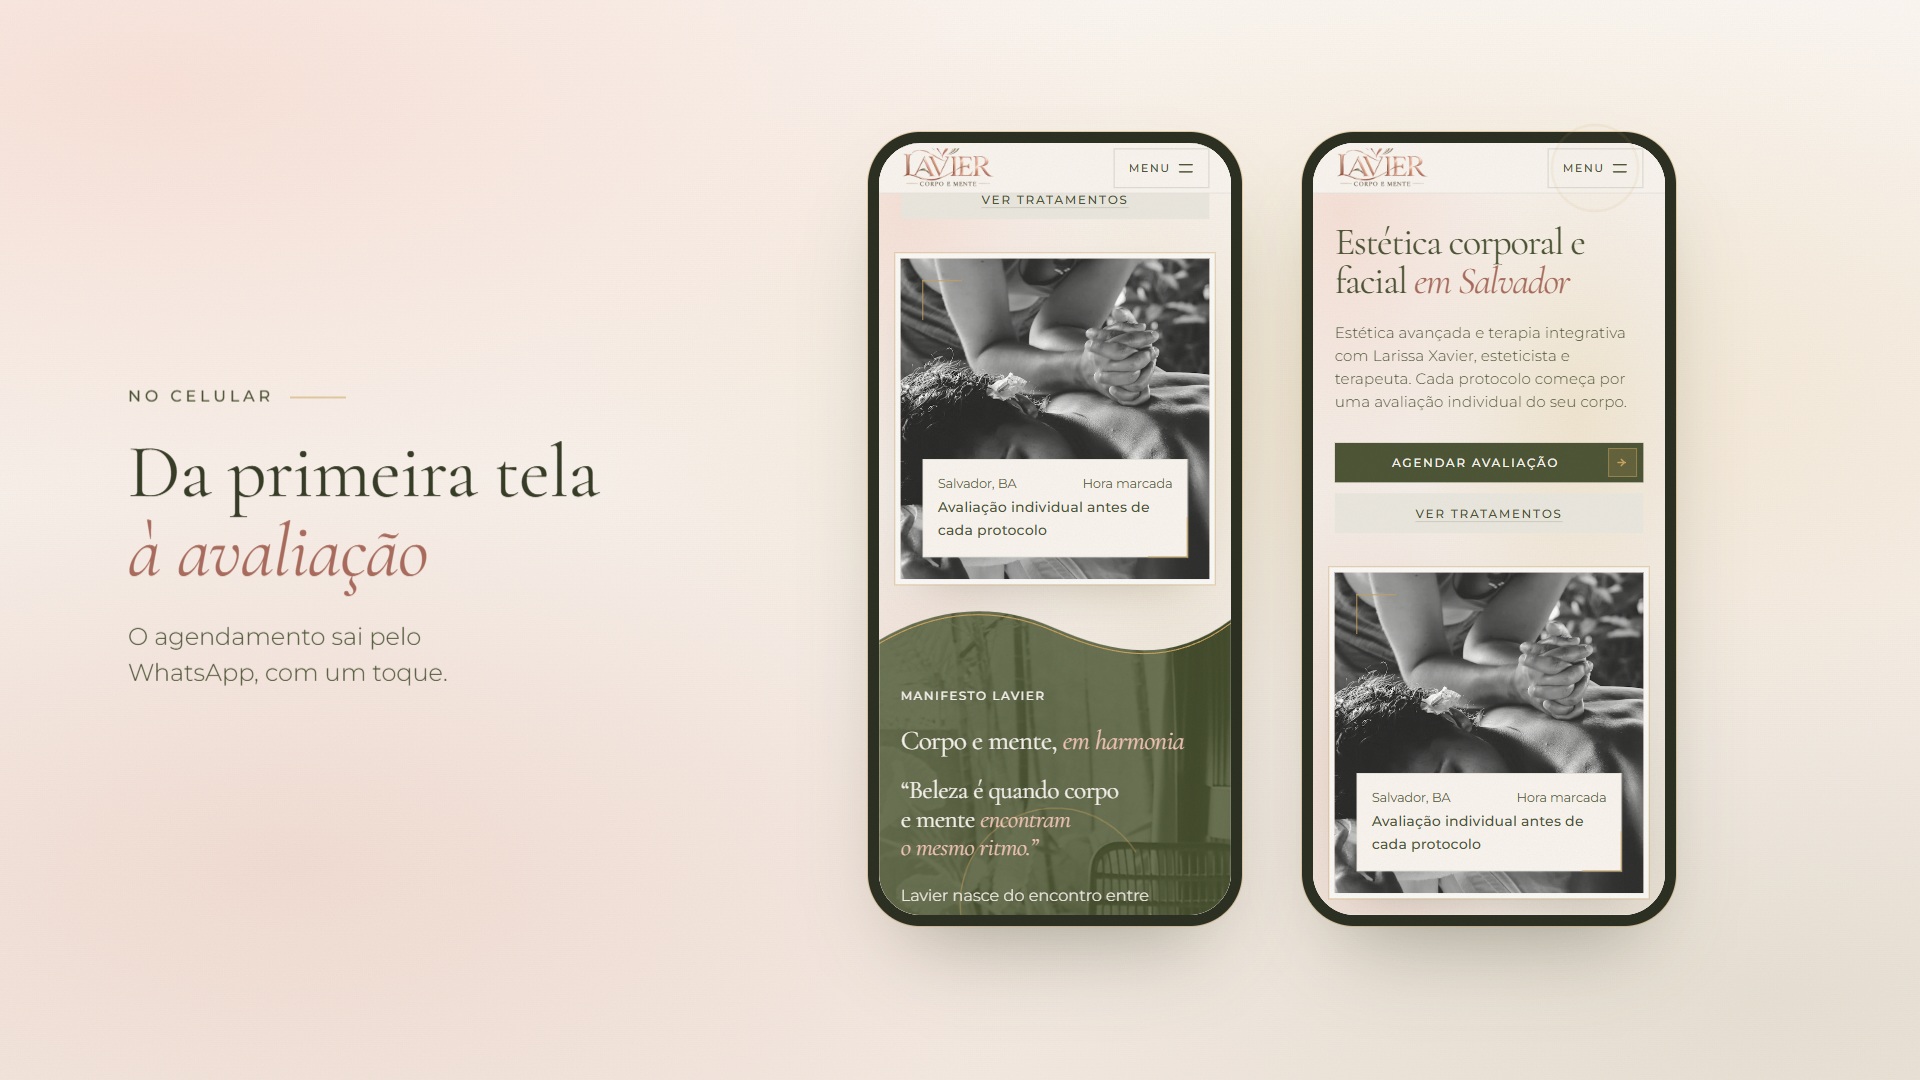 NO CELULAR
Da primeira tela
à avaliação
O agendamento sai pelo
WhatsApp, com um toque.
LAVIER
CORPO E MENTE
MENU
VER TRATAMENTOS
Salvador, BA
Hora marcada
Avaliação individual antes de
cada protocolo
MANIFESTO LAVIER
Corpo e mente, em harmonia
“Beleza é quando corpo
e mente encontram
o mesmo ritmo.”
Lavier nasce do encontro entre
LAVIER
CORPO E MENTE
MENU
Estética corporal e
facial em Salvador
Estética avançada e terapia integrativa
com Larissa Xavier, esteticista e
terapeuta. Cada protocolo começa por
uma avaliação individual do seu corpo.
AGENDAR AVALIAÇÃO
VER TRATAMENTOS
Salvador, BA
Hora marcada
Avaliação individual antes de
cada protocolo